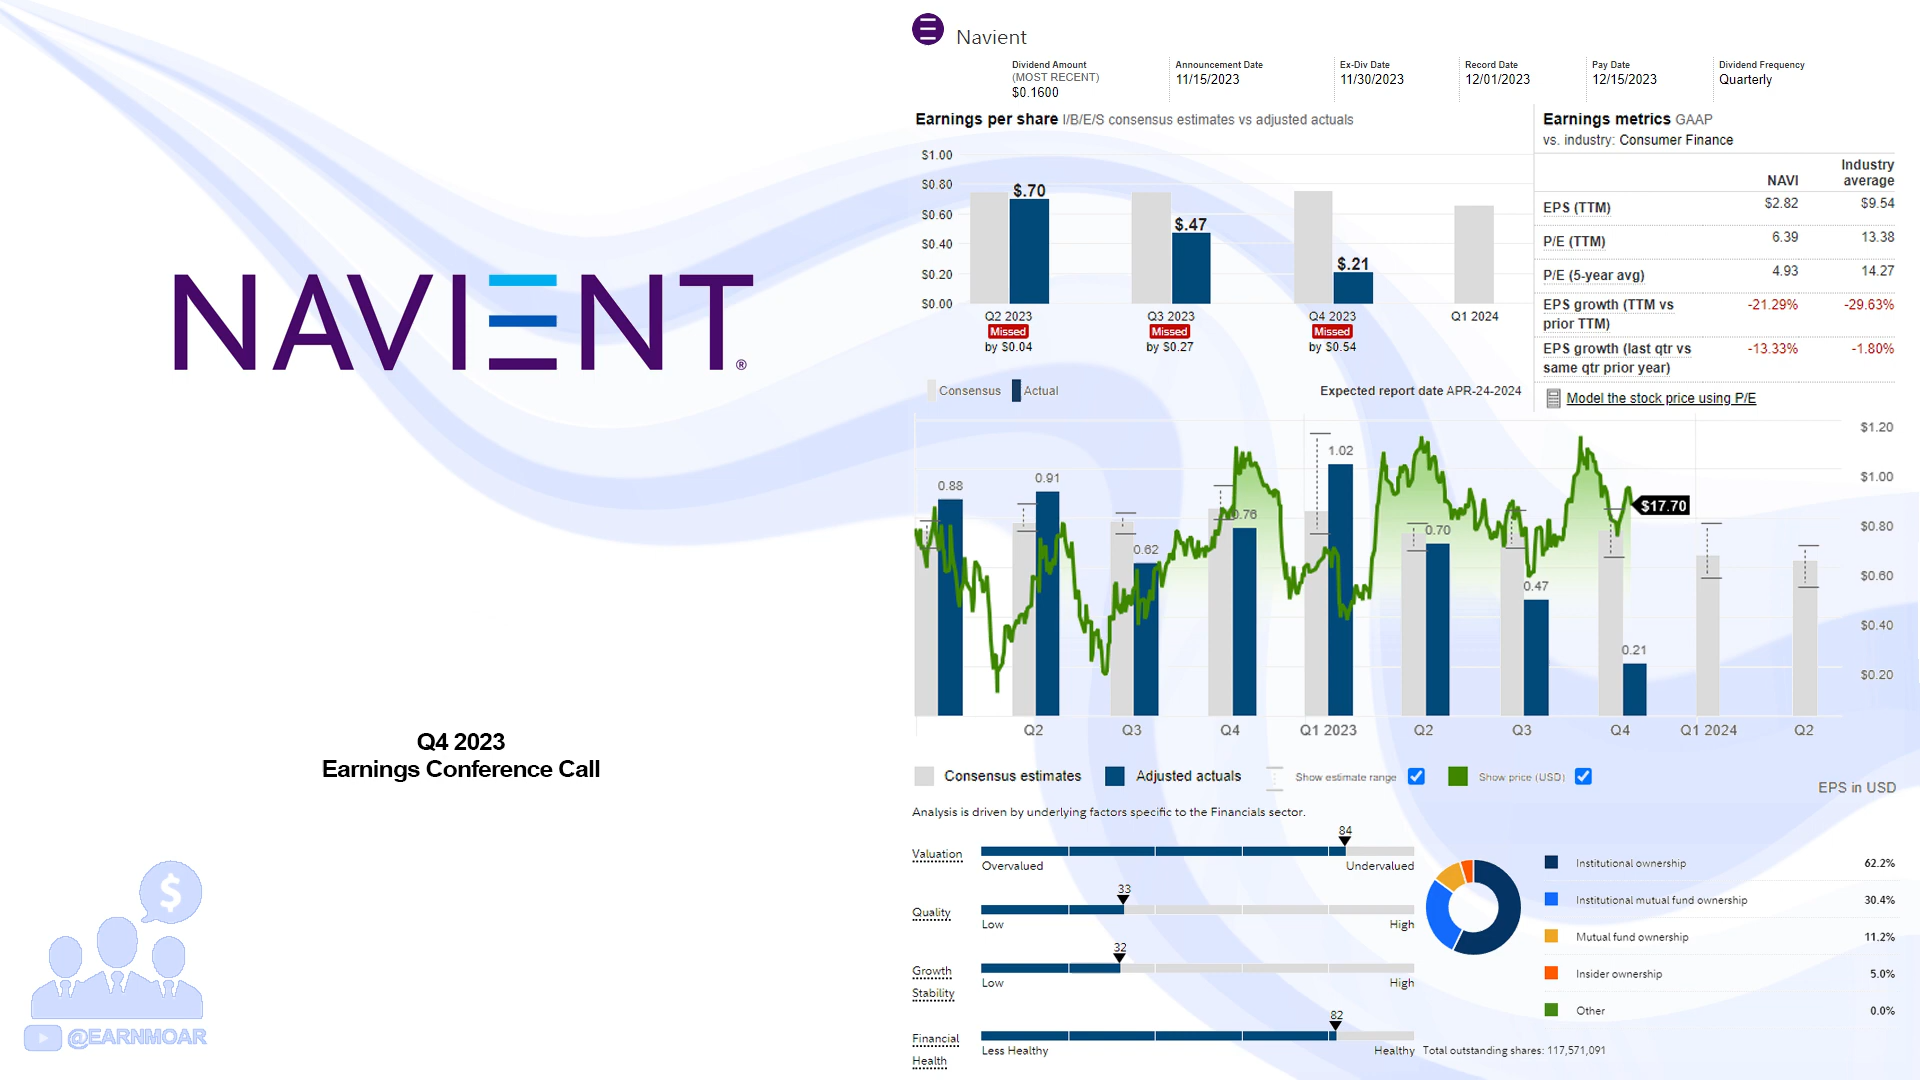 NAVIENT®
Q4 2023
Earnings Conference Call
$
@EARNMOAR
Navient
Dividend Amount
(MOST RECENT)
$0.1600
Announcement Date
11/15/2023
Ex-Div Date
11/30/2023
Record Date
12/01/2023
Pay Date
12/15/2023
Dividend Frequency
Quarterly
Earnings per share I/B/E/S consensus estimates vs adjusted actuals
$1.00
$0.80
$0.60
$0.40
$0.20
$0.00
$.70
$.47
$.21
Q2 2023
Missed
by $0.04
Q3 2023
Missed
by $0.27
Q4 2023
Missed
by $0.54
Q1 2024
Consensus Actual
Expected report date APR-24-2024
Earnings metrics GAAP
vs. industry: Consumer Finance
NAVI Industry average
EPS (TTM) $2.82 $9.54
P/E (TTM) 6.39 13.38
P/E (5-year avg) 4.93 14.27
EPS growth (TTM vs prior TTM) -21.29% -29.63%
EPS growth (last qtr vs same qtr prior year) -13.33% -1.80%
Model the stock price using P/E
0.88
0.91
0.62
0.76
1.02
0.70
0.47
0.21
$17.70
$1.20
$1.00
$0.80
$0.60
$0.40
$0.20
Q2 Q3 Q4 Q1 2023 Q2 Q3 Q4 Q1 2024 Q2
Consensus estimates Adjusted actuals Show estimate range Show price (USD)
EPS in USD
Analysis is driven by underlying factors specific to the Financials sector.
Valuation
84
Overvalued Undervalued
Quality
33
Low High
Growth Stability
32
Low High
Financial Health
82
Less Healthy Healthy
Institutional ownership 62.2%
Institutional mutual fund ownership 30.4%
Mutual fund ownership 11.2%
Insider ownership 5.0%
Other 0.0%
Total outstanding shares: 117,571,091